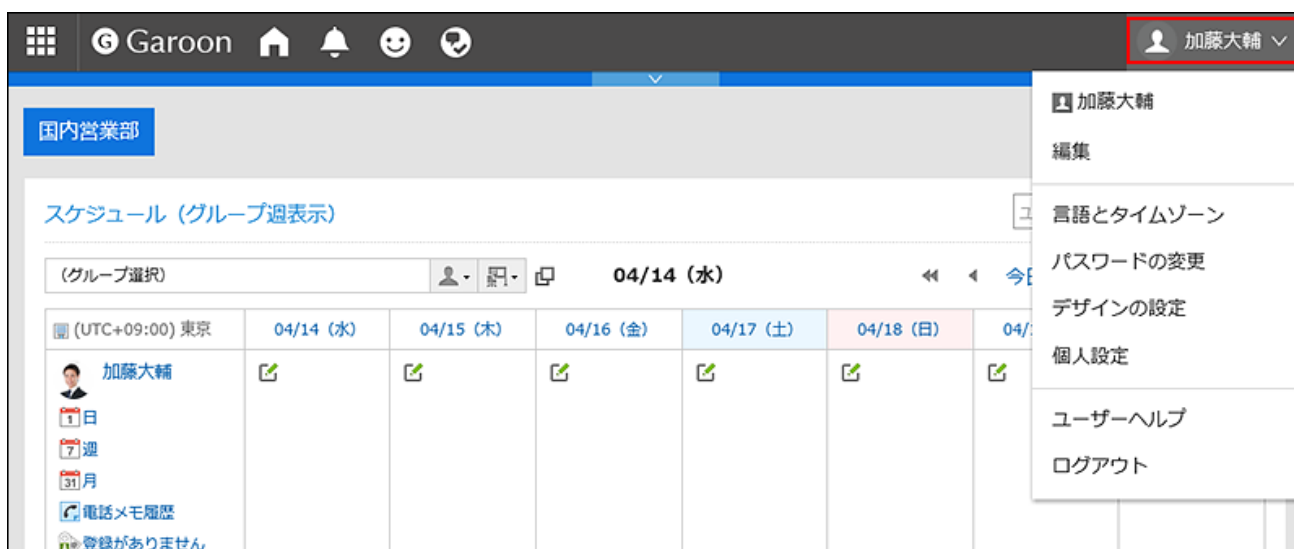 G Garoon
加藤大輔
国内営業部
加藤大輔
編集
言語とタイムゾーン
パスワードの変更
デザインの設定
個人設定
ユーザーヘルプ
ログアウト
スケジュール（グループ週表示）
（グループ選択）
04/14（水）
(UTC+09:00) 東京
04/14（水）
04/15（木）
04/16（金）
04/17（土）
04/18（日）
加藤大輔
1 日
7 週
31 月
電話メモ履歴
登録がありません